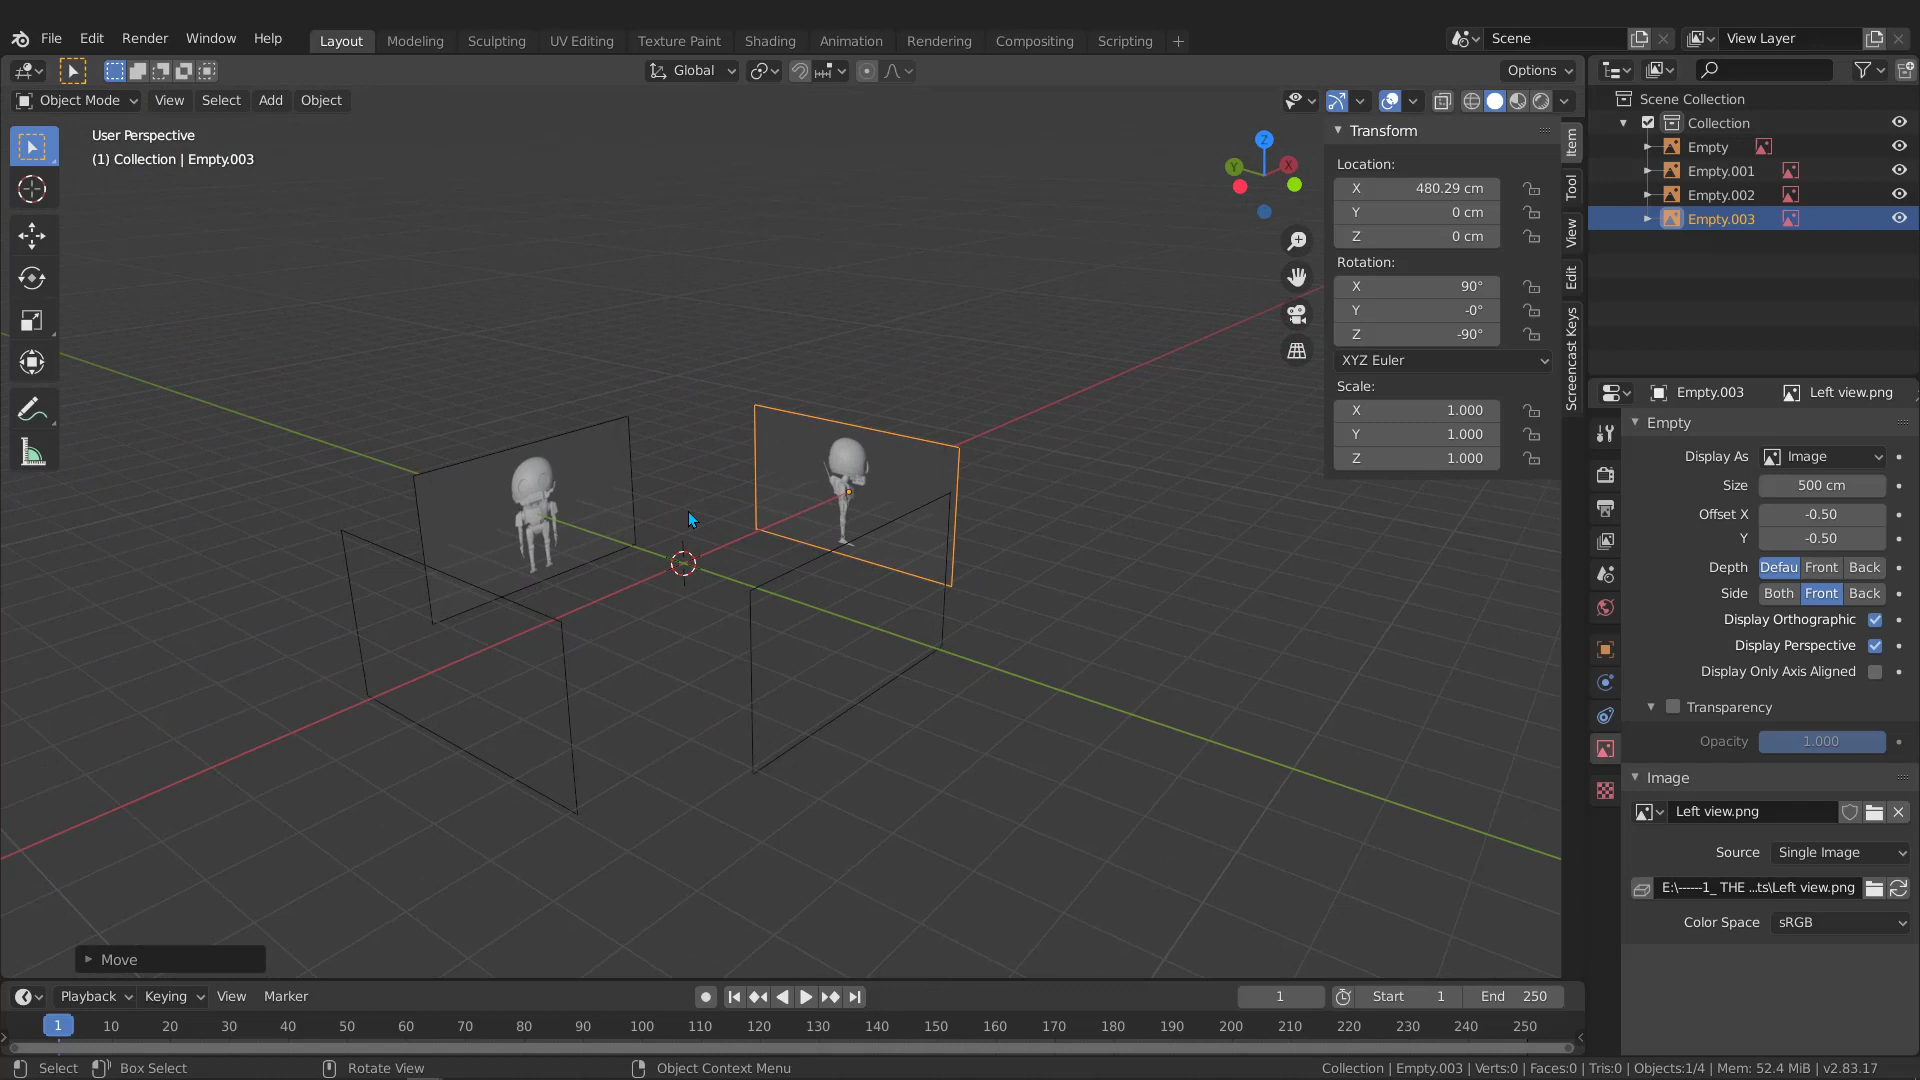 File Edit Render Window Help
Layout Modeling Sculpting UV Editing Texture Paint Shading Animation Rendering Compositing Scripting +
Scene
View Layer
Global
Options
Object Mode View Select Add Object
User Perspective
(1) Collection | Empty.003
Z
Y
X
Transform
Location:
X 480.29 cm
Y 0 cm
Z 0 cm
Rotation:
X 90°
Y -0°
Z -90°
XYZ Euler
Scale:
X 1.000
Y 1.000
Z 1.000
Item
Tool
View
Edit
Screencast Keys
Scene Collection
Collection
Empty
Empty.001
Empty.002
Empty.003
Empty.003 Left view.png
Empty
Display As Image
Size 500 cm
Offset X -0.50
Y -0.50
Depth Defau Front Back
Side Both Front Back
Display Orthographic
Display Perspective
Display Only Axis Aligned
Transparency
Opacity 1.000
Image
Left view.png
Source Single Image
E:\------1_ THE ...ts\Left view.png
Color Space sRGB
Move
Playback Keying View Marker
1
Start 1
End 250
1 10 20 30 40 50 60 70 80 90 100 110 120 130 140 150 160 170 180 190 200 210 220 230 240 250
Select Box Select Rotate View Object Context Menu
Collection | Empty.003 | Verts:0 | Faces:0 | Tris:0 | Objects:1/4 | Mem: 52.4 MiB | v2.83.17